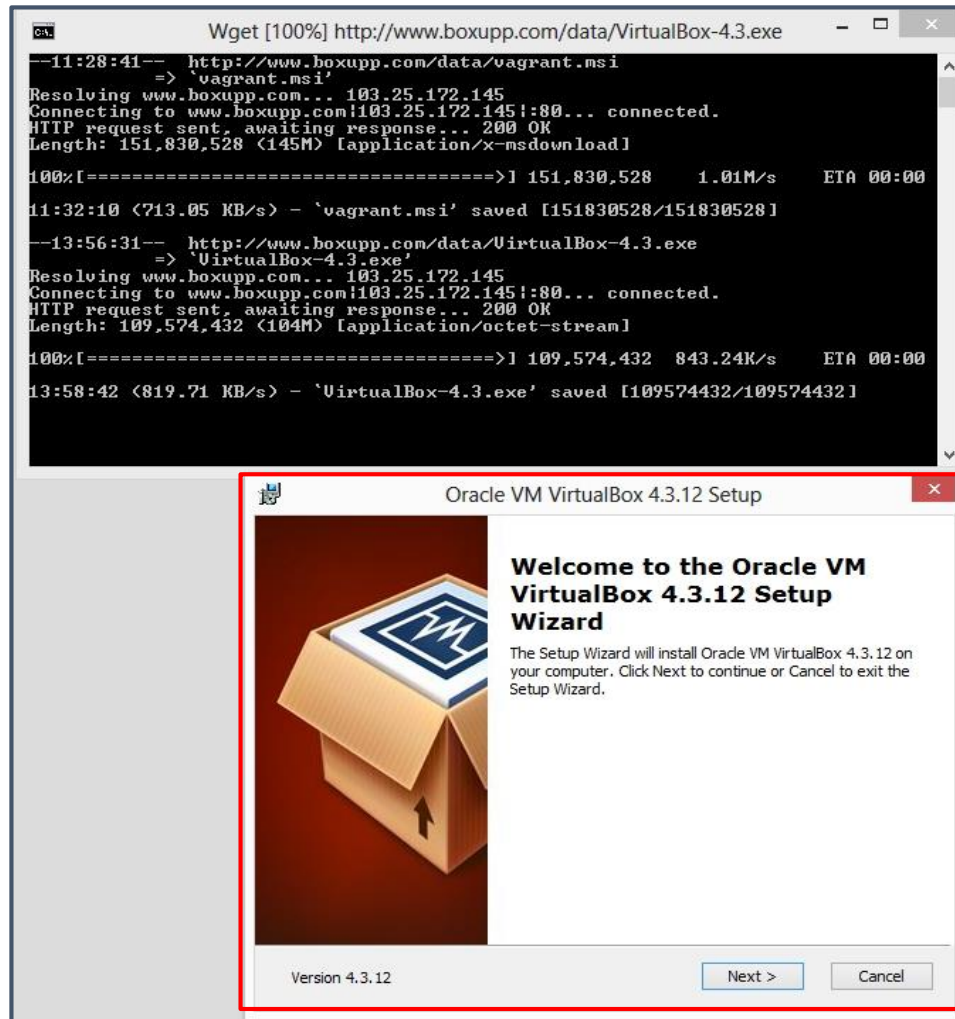 Wget [100%] http://www.boxupp.com/data/VirtualBox-4.3.exe
--11:28:41-- http://www.boxupp.com/data/vagrant.msi
=> `vagrant.msi'
Resolving www.boxupp.com... 103.25.172.145
Connecting to www.boxupp.com|103.25.172.145|:80... connected.
HTTP request sent, awaiting response... 200 OK
Length: 151,830,528 (145M) [application/x-msdownload]
100%[====================================>] 151,830,528 1.01M/s ETA 00:00
11:32:10 (713.05 KB/s) - `vagrant.msi' saved [151830528/151830528]
--13:56:31-- http://www.boxupp.com/data/VirtualBox-4.3.exe
=> `VirtualBox-4.3.exe'
Resolving www.boxupp.com... 103.25.172.145
Connecting to www.boxupp.com|103.25.172.145|:80... connected.
HTTP request sent, awaiting response... 200 OK
Length: 109,574,432 (104M) [application/octet-stream]
100%[====================================>] 109,574,432 843.24K/s ETA 00:00
13:58:42 (819.71 KB/s) - `VirtualBox-4.3.exe' saved [109574432/109574432]
Oracle VM VirtualBox 4.3.12 Setup
Welcome to the Oracle VM
VirtualBox 4.3.12 Setup
Wizard
The Setup Wizard will install Oracle VM VirtualBox 4.3.12 on
your computer. Click Next to continue or Cancel to exit the
Setup Wizard.
Version 4.3.12
Next >
Cancel